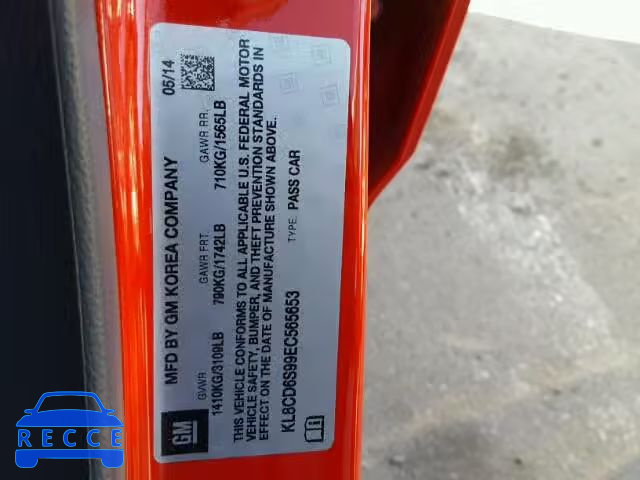 MFD BY GM KOREA COMPANY 05/14
GVWR GAWR FRT. GAWR RR.
1410KG/3109LB 790KG/1742LB 710KG/1565LB
THIS VEHICLE CONFORMS TO ALL APPLICABLE U.S. FEDERAL MOTOR
VEHICLE SAFETY, BUMPER, AND THEFT PREVENTION STANDARDS IN
EFFECT ON THE DATE OF MANUFACTURE SHOWN ABOVE.
TYPE: PASS CAR
KL8CD6S99EC565653
GM
RECCE